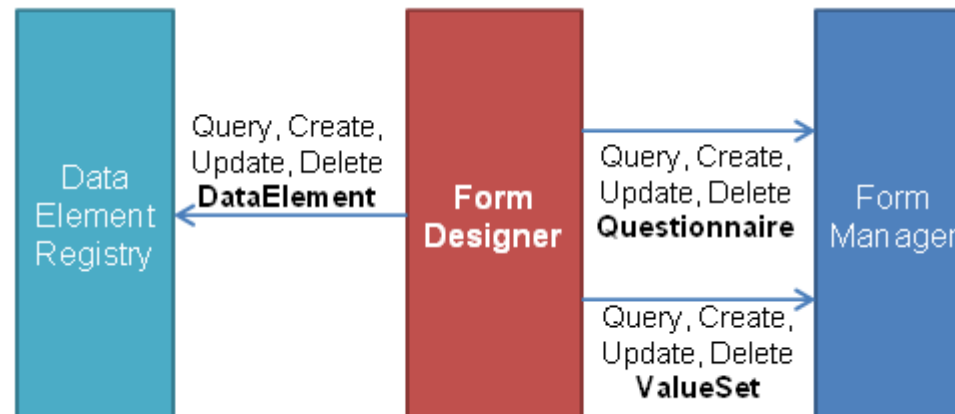 Data
Element
Registry
Query, Create,
Update, Delete
DataElement
Form
Designer
Query, Create,
Update, Delete
Questionnaire
Query, Create,
Update, Delete
ValueSet
Form
Manager